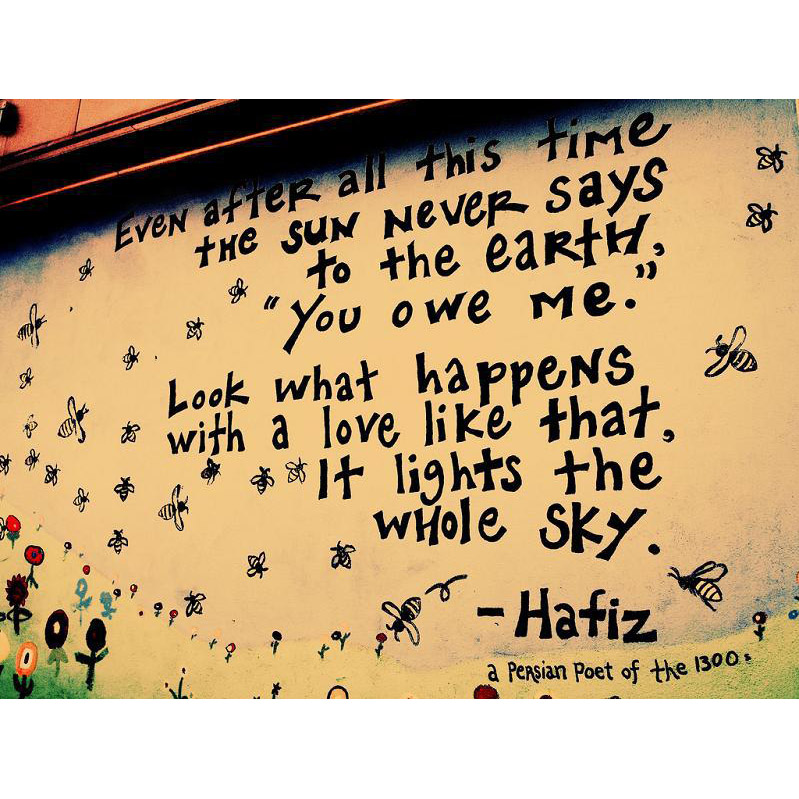 Even after all this time
the sun never says
to the earth,
"You owe me."
Look what happens
with a love like that,
It lights the
whole sky.
-Hafiz
a Persian Poet of the 1300s